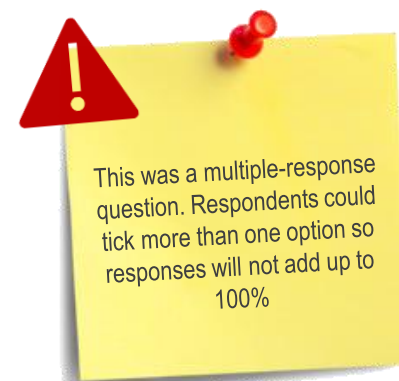 This was a multiple-response
question. Respondents could
tick more than one option so
responses will not add up to
100%